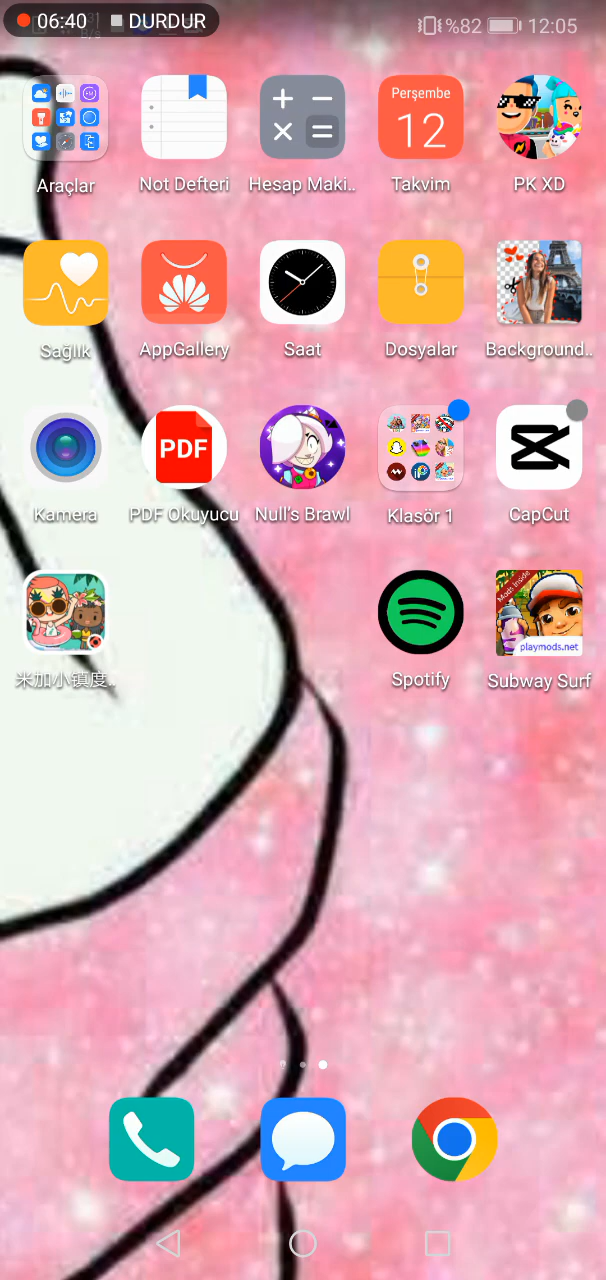 06:40 DURDUR %82 12:05
Perşembe
12
Araçlar Not Defteri Hesap Maki.. Takvim PK XD
Sağlık AppGallery Saat Dosyalar Background..
PDF
Kamera PDF Okuyucu Null's Brawl Klasör 1 CapCut
Mods Inside
playmods.net
米加小镇度.. Spotify Subway Surf